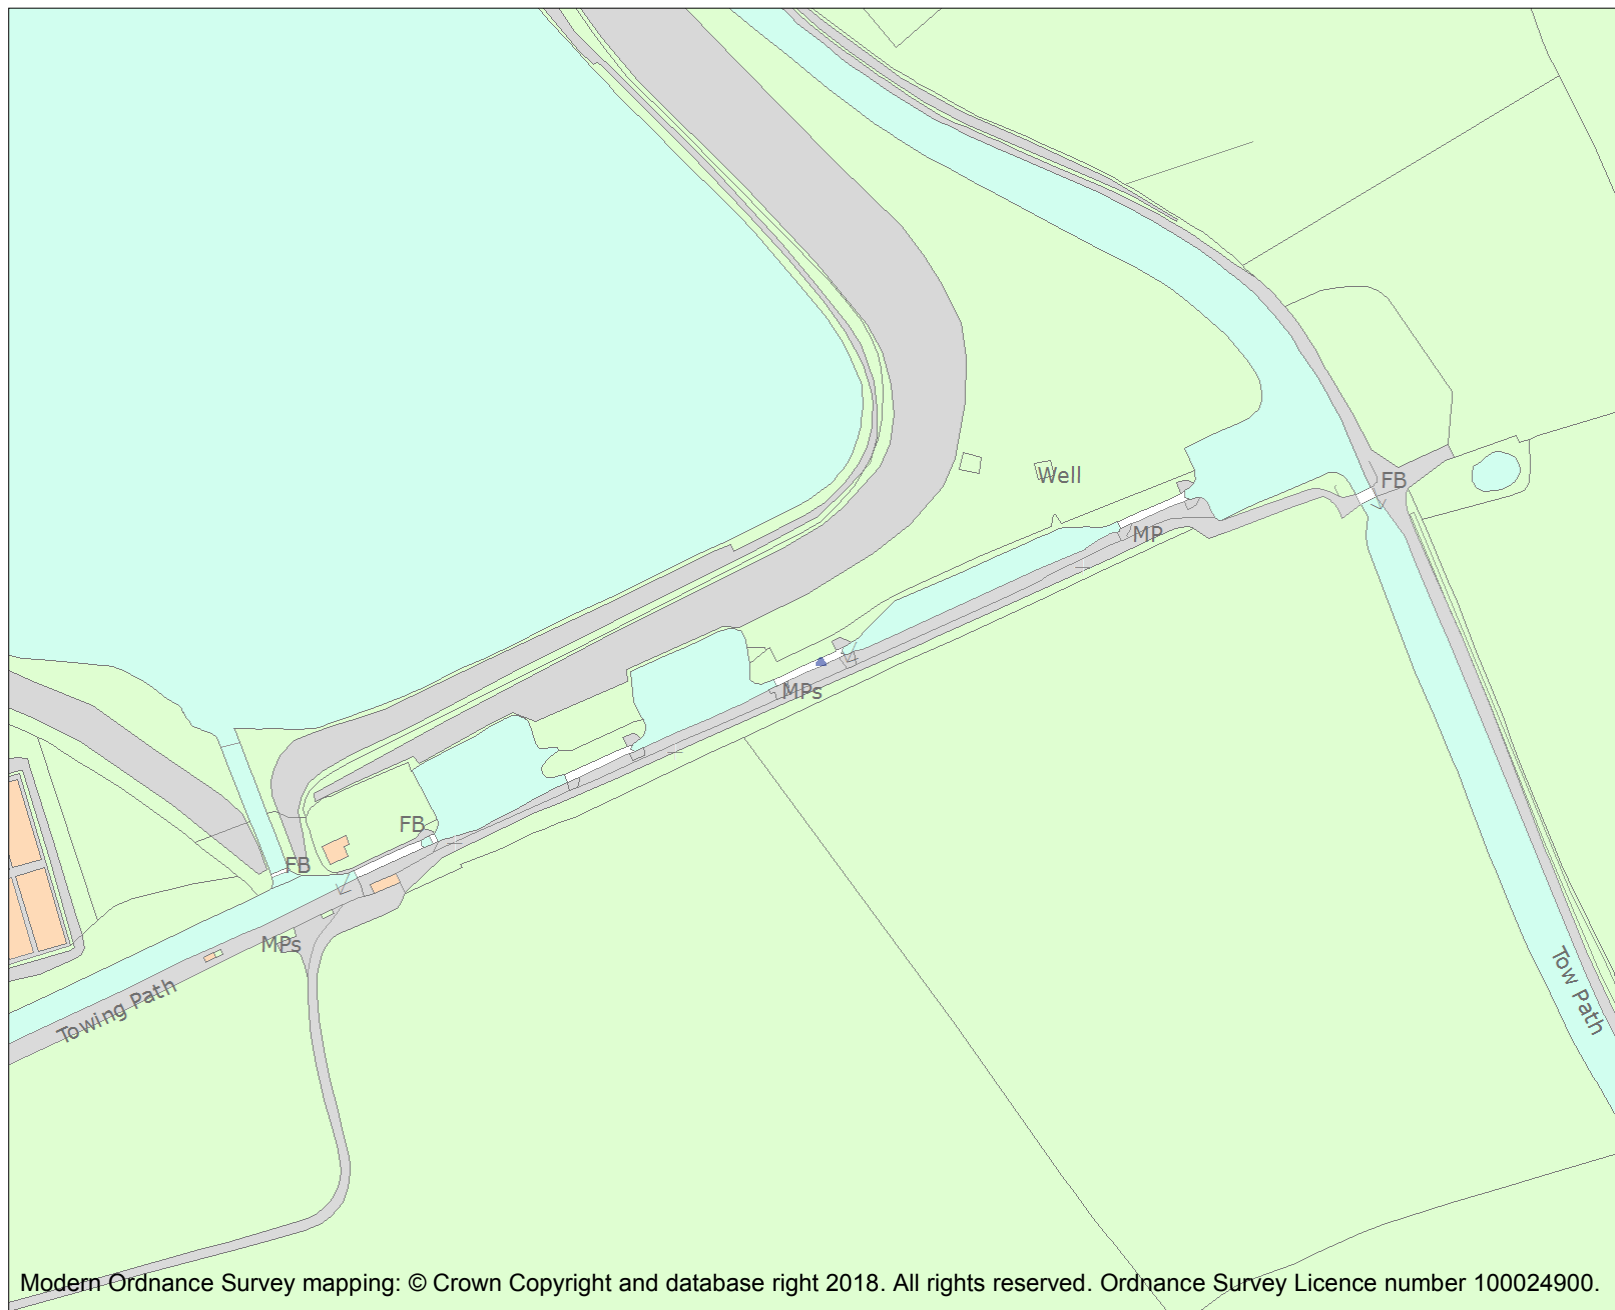 FB
Well
MP
MPs
FB
FB
MPs
Towing Path
Tow Path
Modern Ordnance Survey mapping: © Crown Copyright and database right 2018. All rights reserved. Ordnance Survey Licence number 100024900.